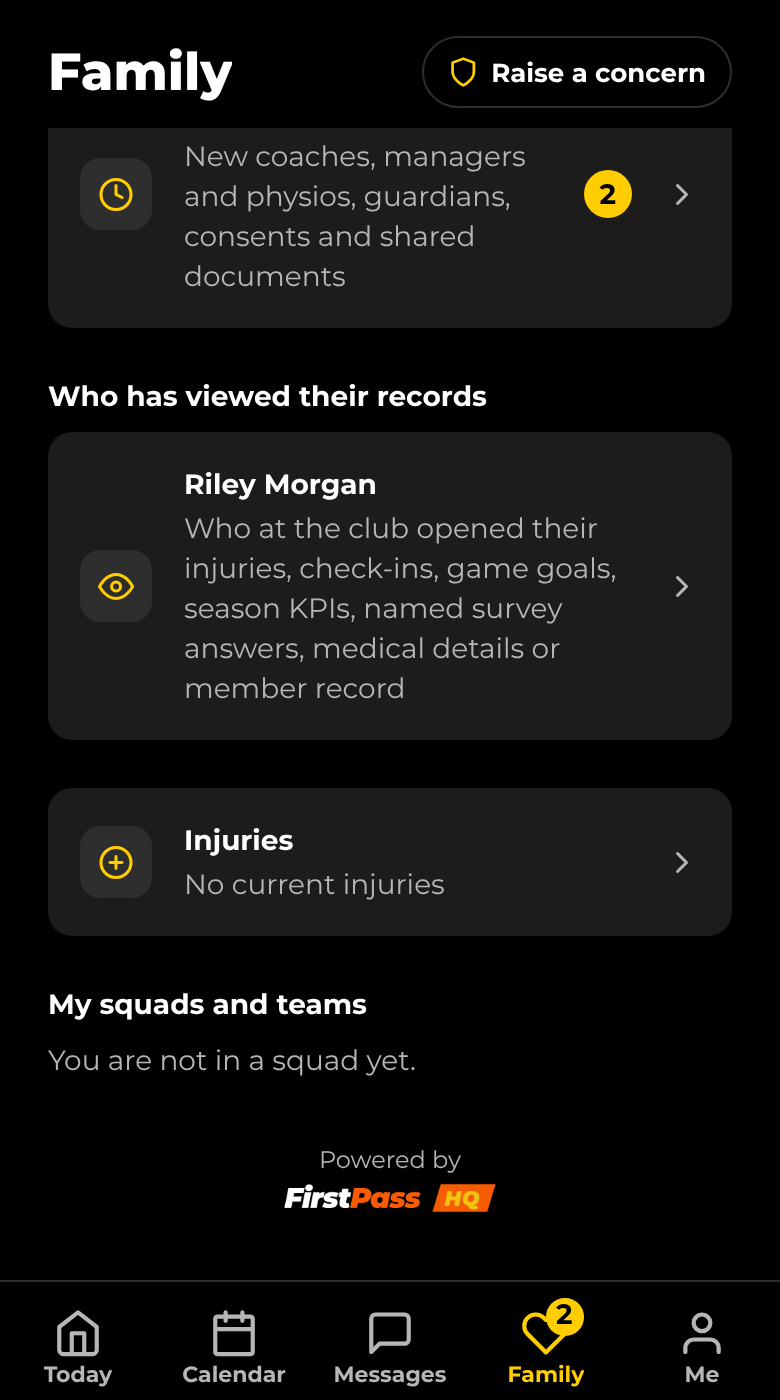 Family
Raise a concern
New coaches, managers
and physios, guardians,
consents and shared
documents
2
Who has viewed their records
Riley Morgan
Who at the club opened their
injuries, check-ins, game goals,
season KPIs, named survey
answers, medical details or
member record
Injuries
No current injuries
My squads and teams
You are not in a squad yet.
Powered by
FirstPass HQ
2
Today
Calendar
Messages
Family
Me